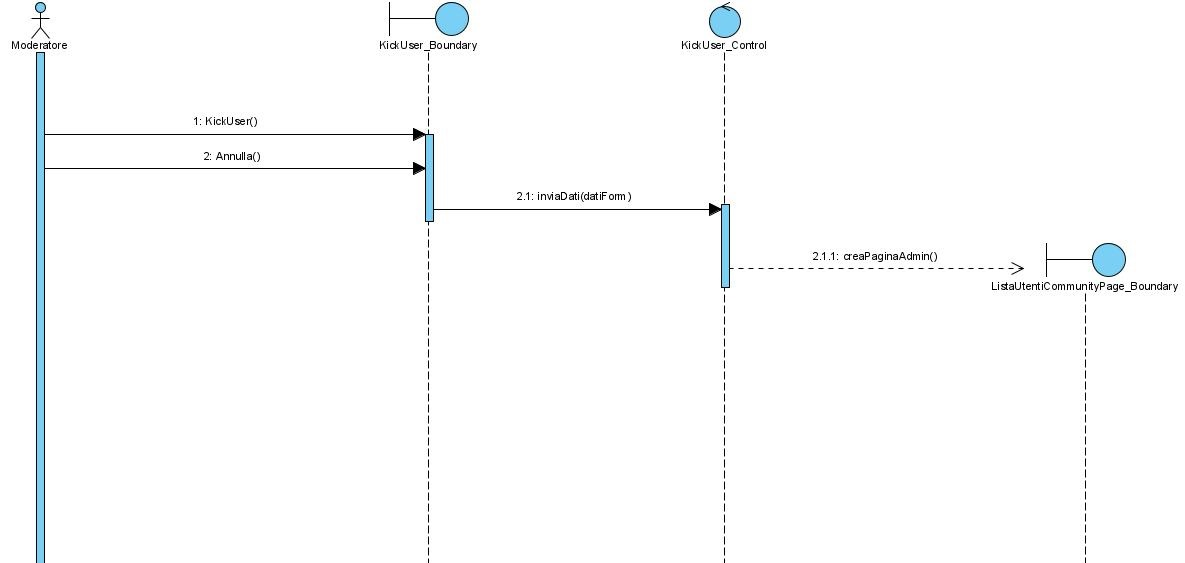 Moderatore
KickUser_Boundary
KickUser_Control
1: KickUser()
2: Annulla()
2.1: inviaDati(datiForm)
2.1.1: creaPaginaAdmin()
ListaUtentiCommunityPage_Boundary